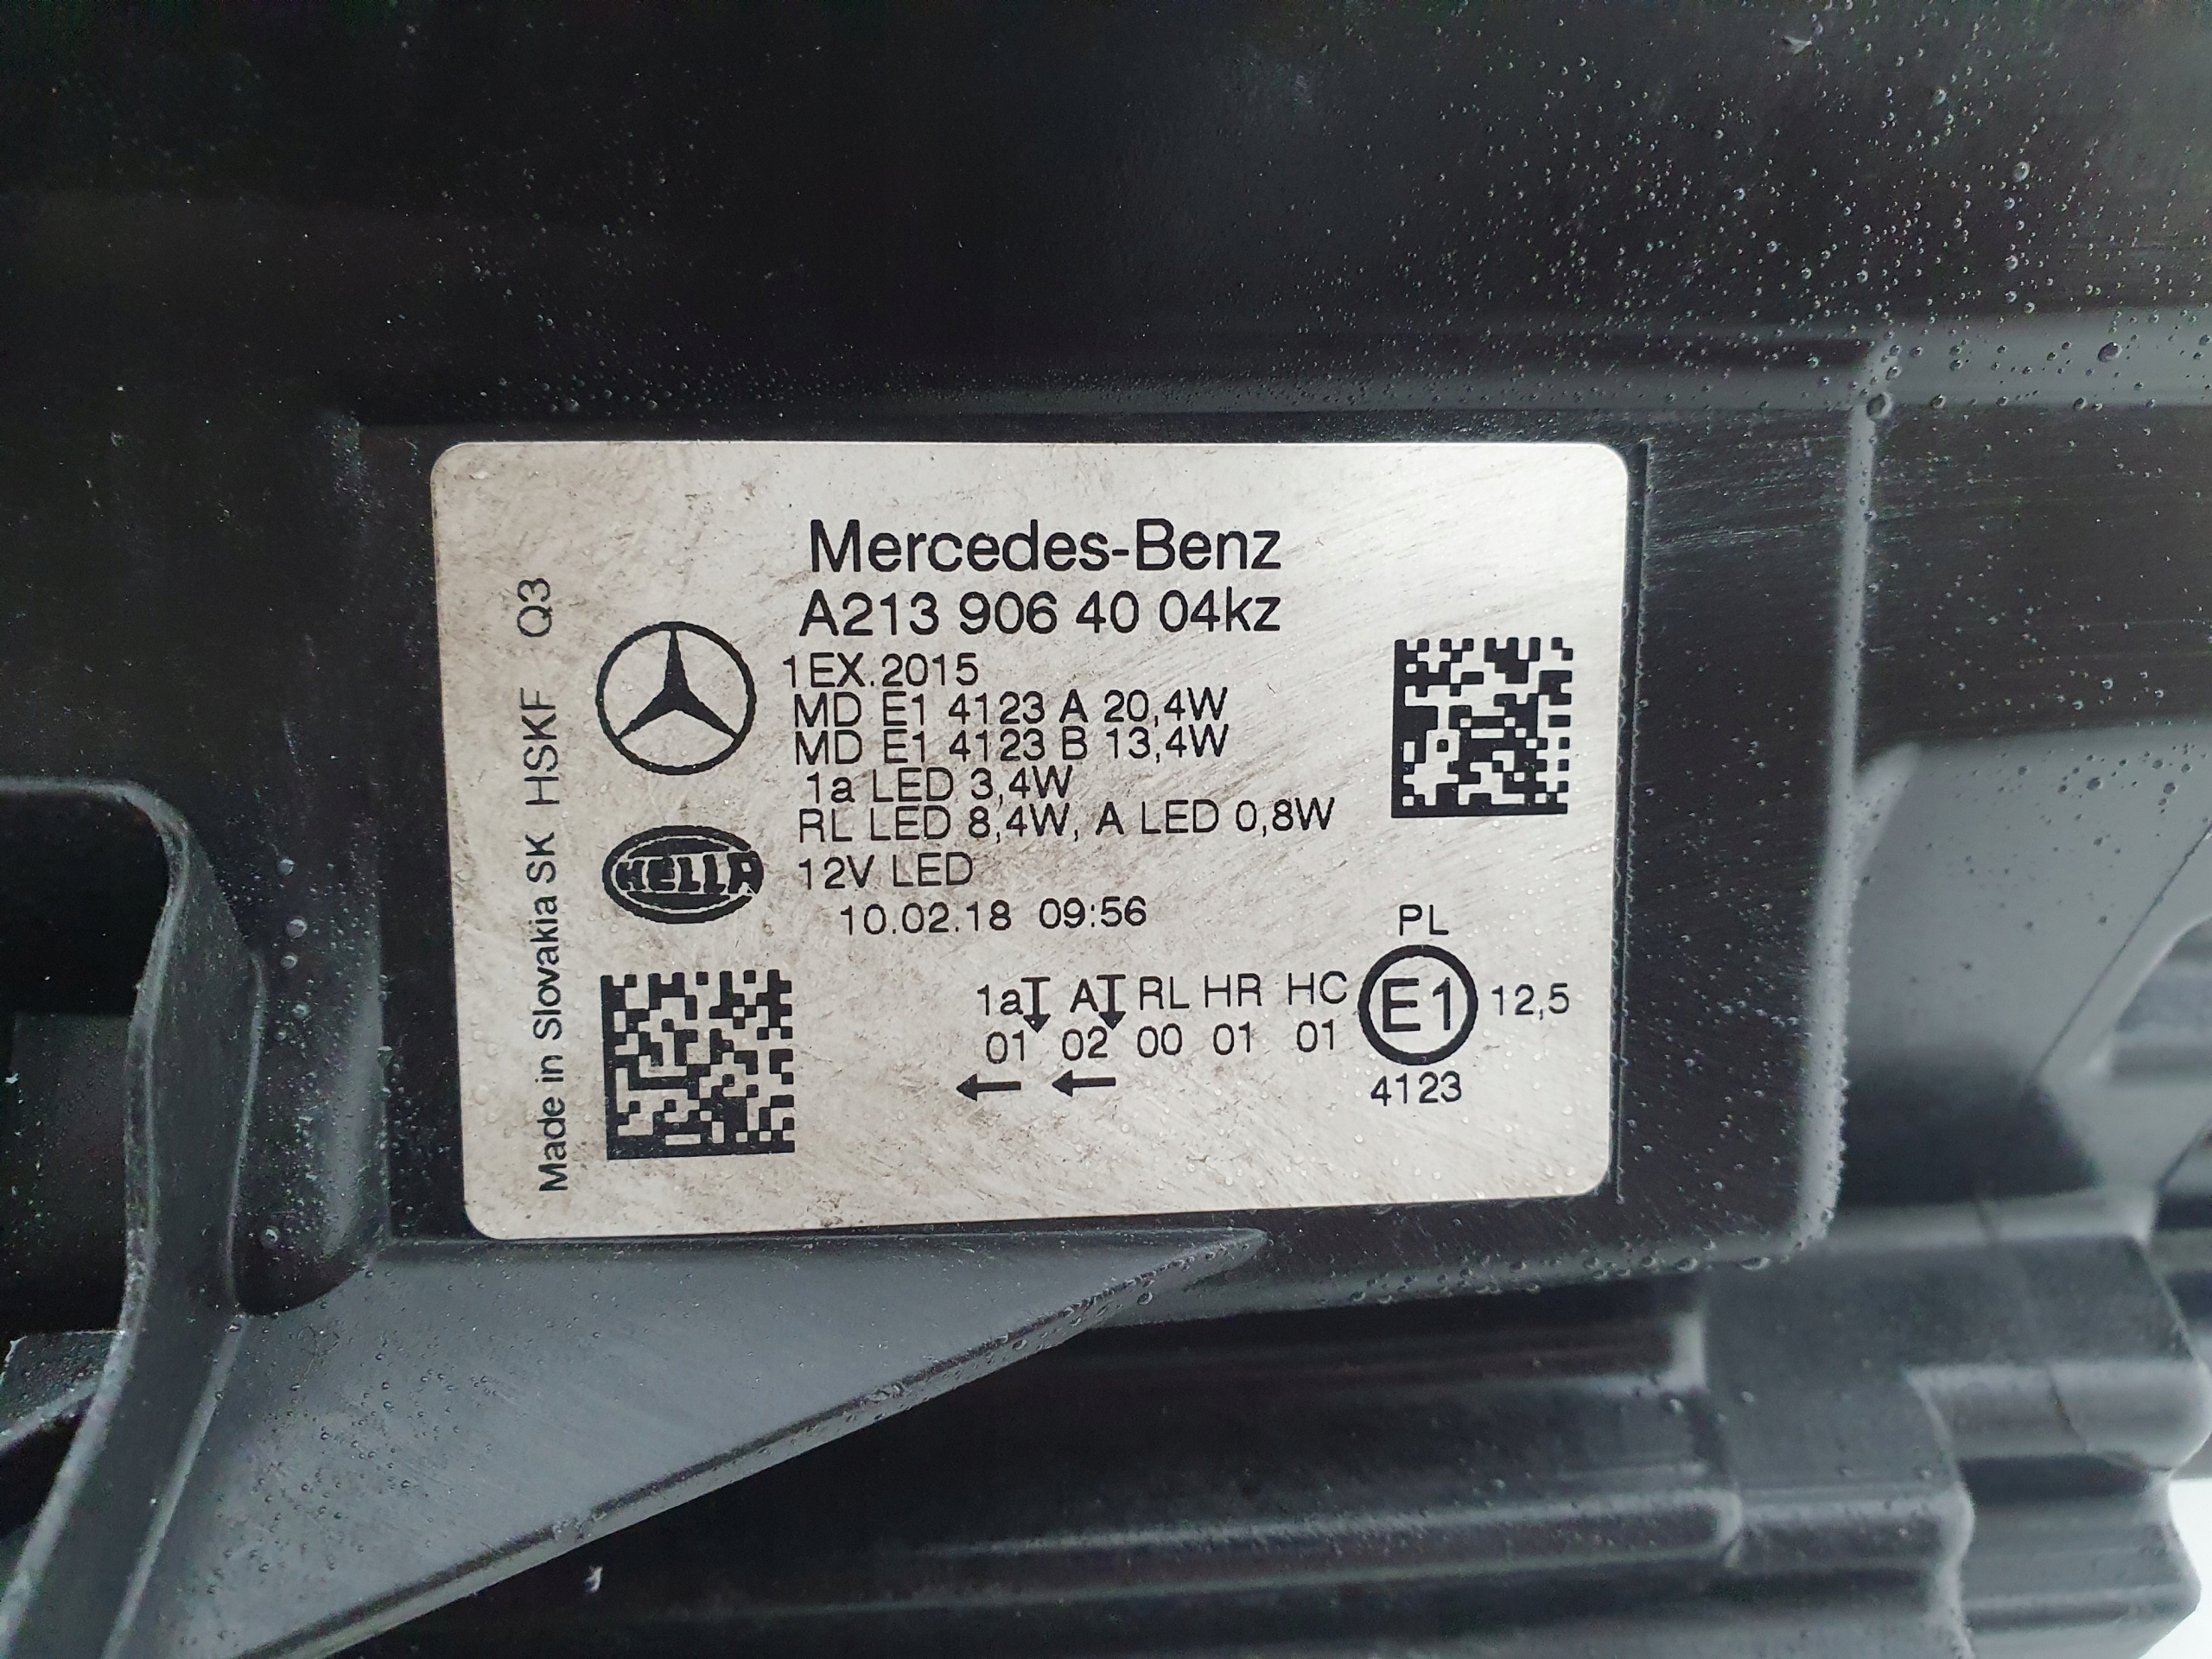 Mercedes-Benz
A213 906 40 04kz
1EX.2015
MD E1 4123 A 20,4W
MD E1 4123 B 13,4W
1a LED 3,4W
RL LED 8,4W, A LED 0,8W
12V LED
10.02.18 09:56
HELLA
Made in Slovakia SK HSKF Q3
PL
1a A RL HR HC E1 12,5
01 02 00 01 01
4123